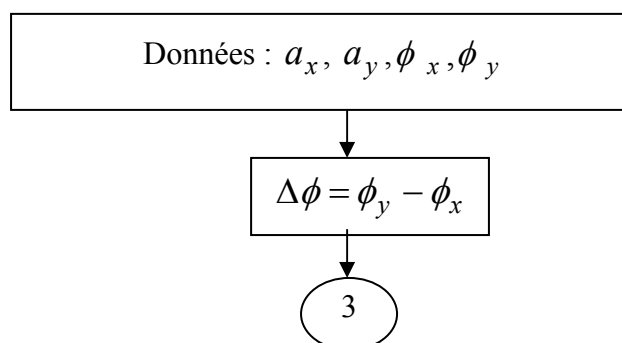 Données : a_x, a_y, ϕ_x, ϕ_y
Δϕ = ϕ_y − ϕ_x
3